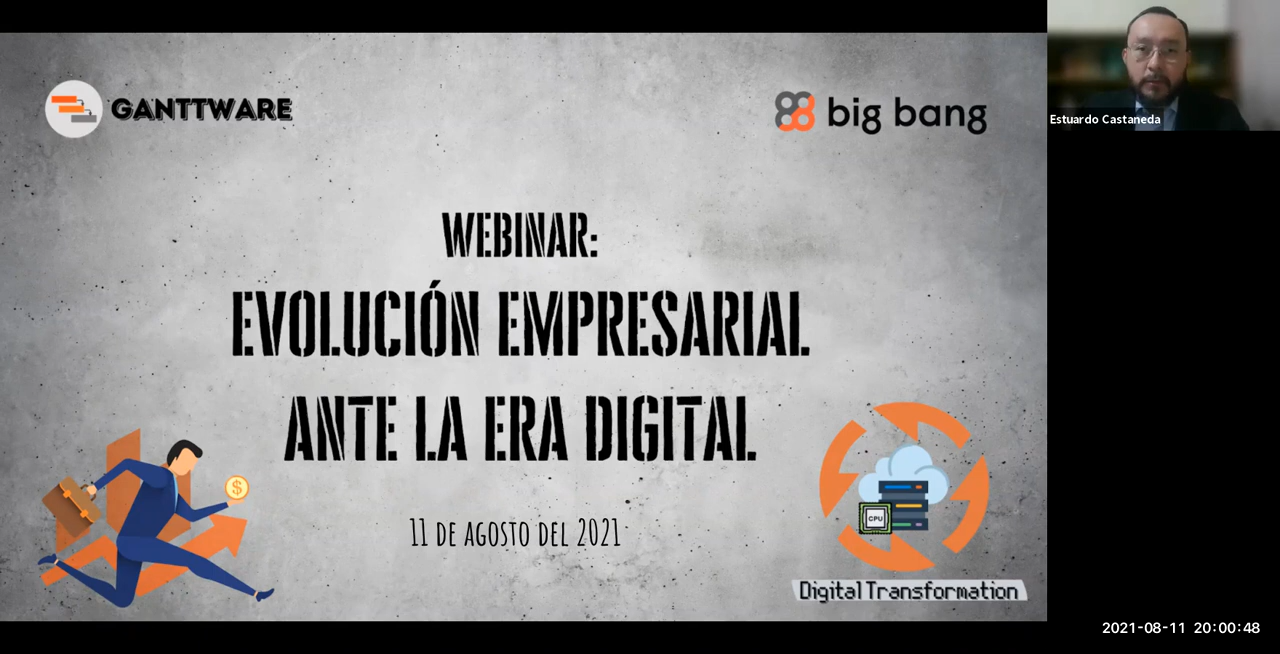 GANTTWARE
big bang
Estuardo Castaneda
WEBINAR:
EVOLUCIÓN EMPRESARIAL
ANTE LA ERA DIGITAL
11 DE AGOSTO DEL 2021
$
CPU
Digital Transformation
2021-08-11 20:00:48